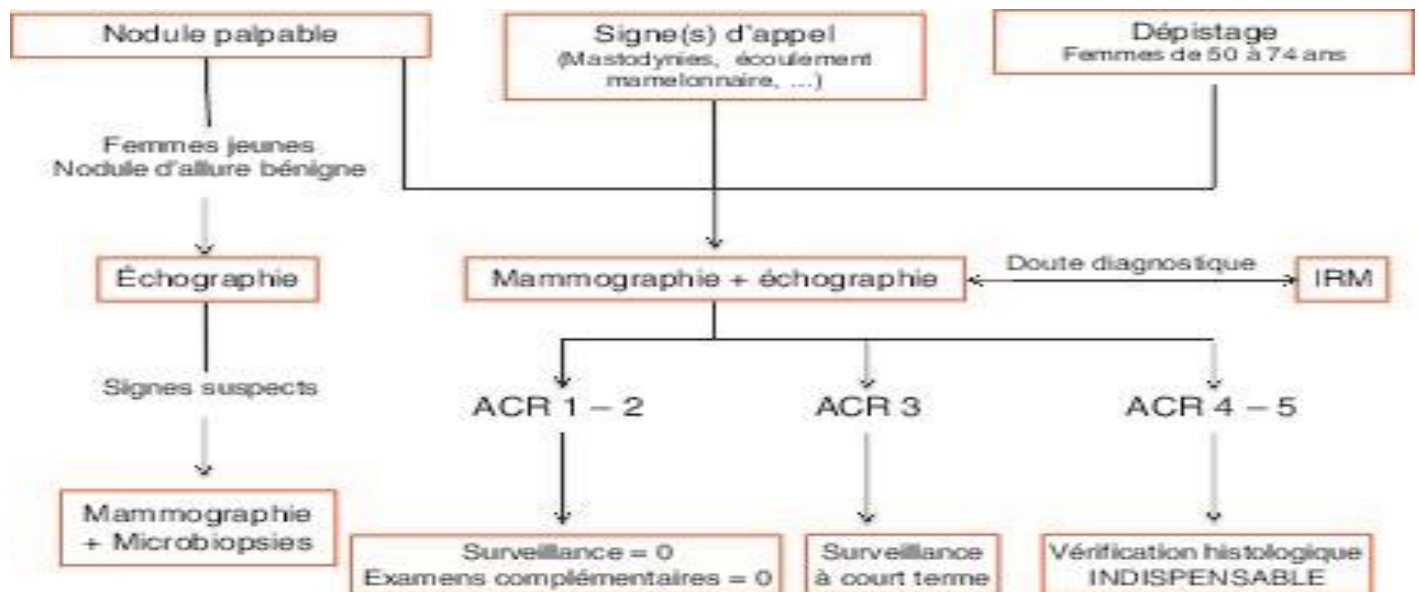 Nodule palpable
Signe(s) d'appel
(Mastodynies, écoulement
mamelonnaire, ...)
Dépistage
Femmes de 50 à 74 ans
Femmes jeunes
Nodule d'allure bénigne
Échographie
Mammographie + échographie
Doute diagnostique
IRM
Signes suspects
ACR 1 – 2
ACR 3
ACR 4 – 5
Mammographie
+ Microbiopsies
Surveillance = 0
Examens complémentaires = 0
Surveillance
à court terme
Vérification histologique
INDISPENSABLE